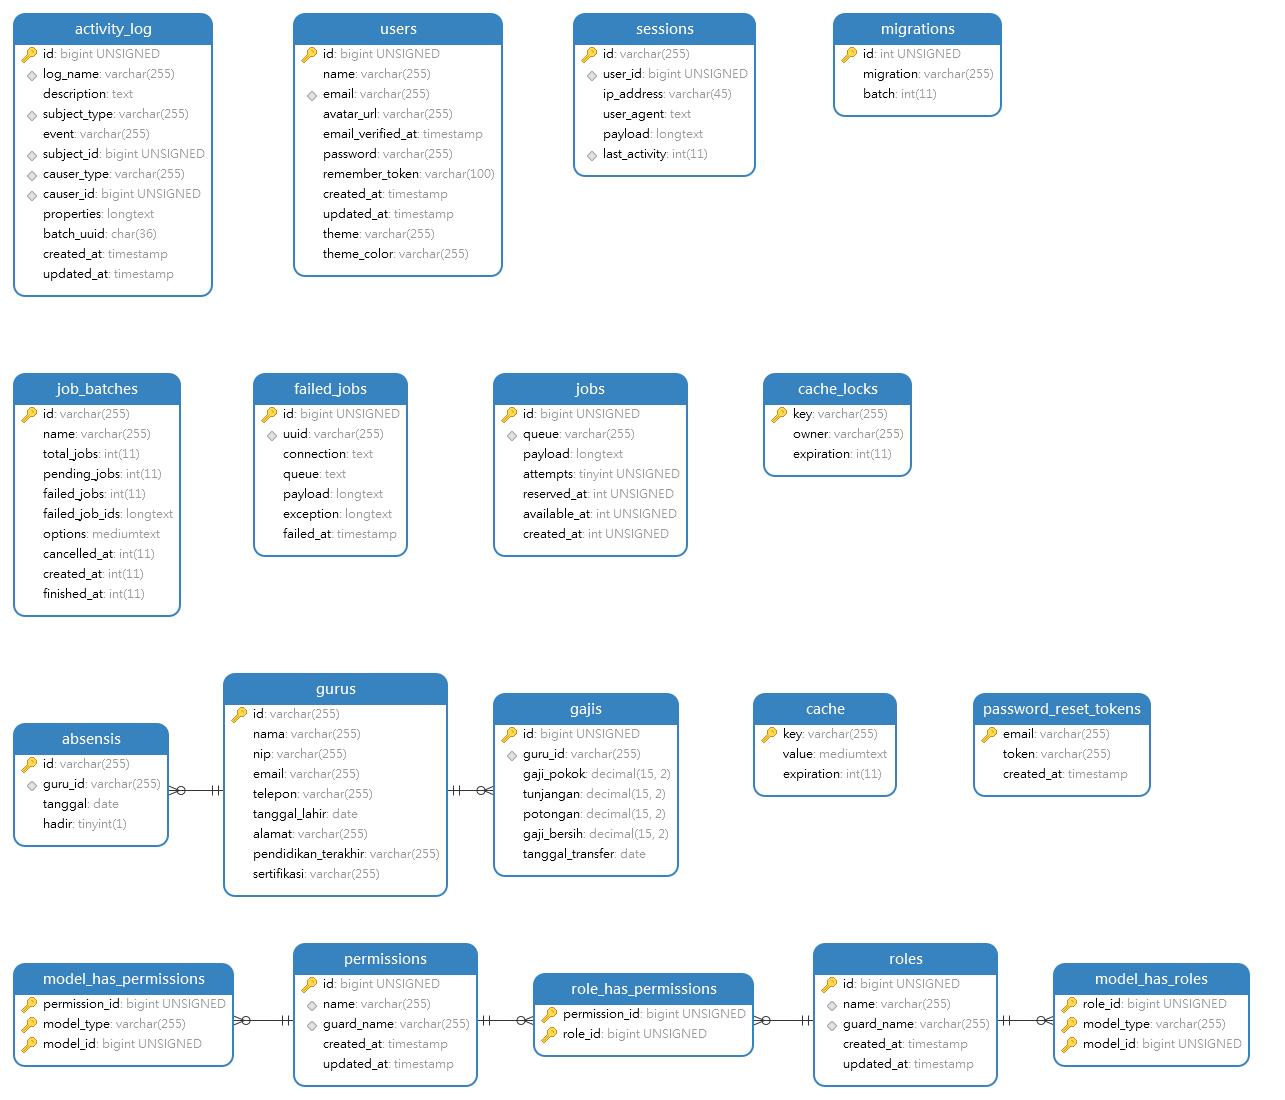 activity_log
id: bigint UNSIGNED
log_name: varchar(255)
description: text
subject_type: varchar(255)
event: varchar(255)
subject_id: bigint UNSIGNED
causer_type: varchar(255)
causer_id: bigint UNSIGNED
properties: longtext
batch_uuid: char(36)
created_at: timestamp
updated_at: timestamp
users
id: bigint UNSIGNED
name: varchar(255)
email: varchar(255)
avatar_url: varchar(255)
email_verified_at: timestamp
password: varchar(255)
remember_token: varchar(100)
created_at: timestamp
updated_at: timestamp
theme: varchar(255)
theme_color: varchar(255)
sessions
id: varchar(255)
user_id: bigint UNSIGNED
ip_address: varchar(45)
user_agent: text
payload: longtext
last_activity: int(11)
migrations
id: int UNSIGNED
migration: varchar(255)
batch: int(11)
job_batches
id: varchar(255)
name: varchar(255)
total_jobs: int(11)
pending_jobs: int(11)
failed_jobs: int(11)
failed_job_ids: longtext
options: mediumtext
cancelled_at: int(11)
created_at: int(11)
finished_at: int(11)
failed_jobs
id: bigint UNSIGNED
uuid: varchar(255)
connection: text
queue: text
payload: longtext
exception: longtext
failed_at: timestamp
jobs
id: bigint UNSIGNED
queue: varchar(255)
payload: longtext
attempts: tinyint UNSIGNED
reserved_at: int UNSIGNED
available_at: int UNSIGNED
created_at: int UNSIGNED
cache_locks
key: varchar(255)
owner: varchar(255)
expiration: int(11)
absensis
id: varchar(255)
guru_id: varchar(255)
tanggal: date
hadir: tinyint(1)
gurus
id: varchar(255)
nama: varchar(255)
nip: varchar(255)
email: varchar(255)
telepon: varchar(255)
tanggal_lahir: date
alamat: varchar(255)
pendidikan_terakhir: varchar(255)
sertifikasi: varchar(255)
gajis
id: bigint UNSIGNED
guru_id: varchar(255)
gaji_pokok: decimal(15, 2)
tunjangan: decimal(15, 2)
potongan: decimal(15, 2)
gaji_bersih: decimal(15, 2)
tanggal_transfer: date
cache
key: varchar(255)
value: mediumtext
expiration: int(11)
password_reset_tokens
email: varchar(255)
token: varchar(255)
created_at: timestamp
model_has_permissions
permission_id: bigint UNSIGNED
model_type: varchar(255)
model_id: bigint UNSIGNED
permissions
id: bigint UNSIGNED
name: varchar(255)
guard_name: varchar(255)
created_at: timestamp
updated_at: timestamp
role_has_permissions
permission_id: bigint UNSIGNED
role_id: bigint UNSIGNED
roles
id: bigint UNSIGNED
name: varchar(255)
guard_name: varchar(255)
created_at: timestamp
updated_at: timestamp
model_has_roles
role_id: bigint UNSIGNED
model_type: varchar(255)
model_id: bigint UNSIGNED